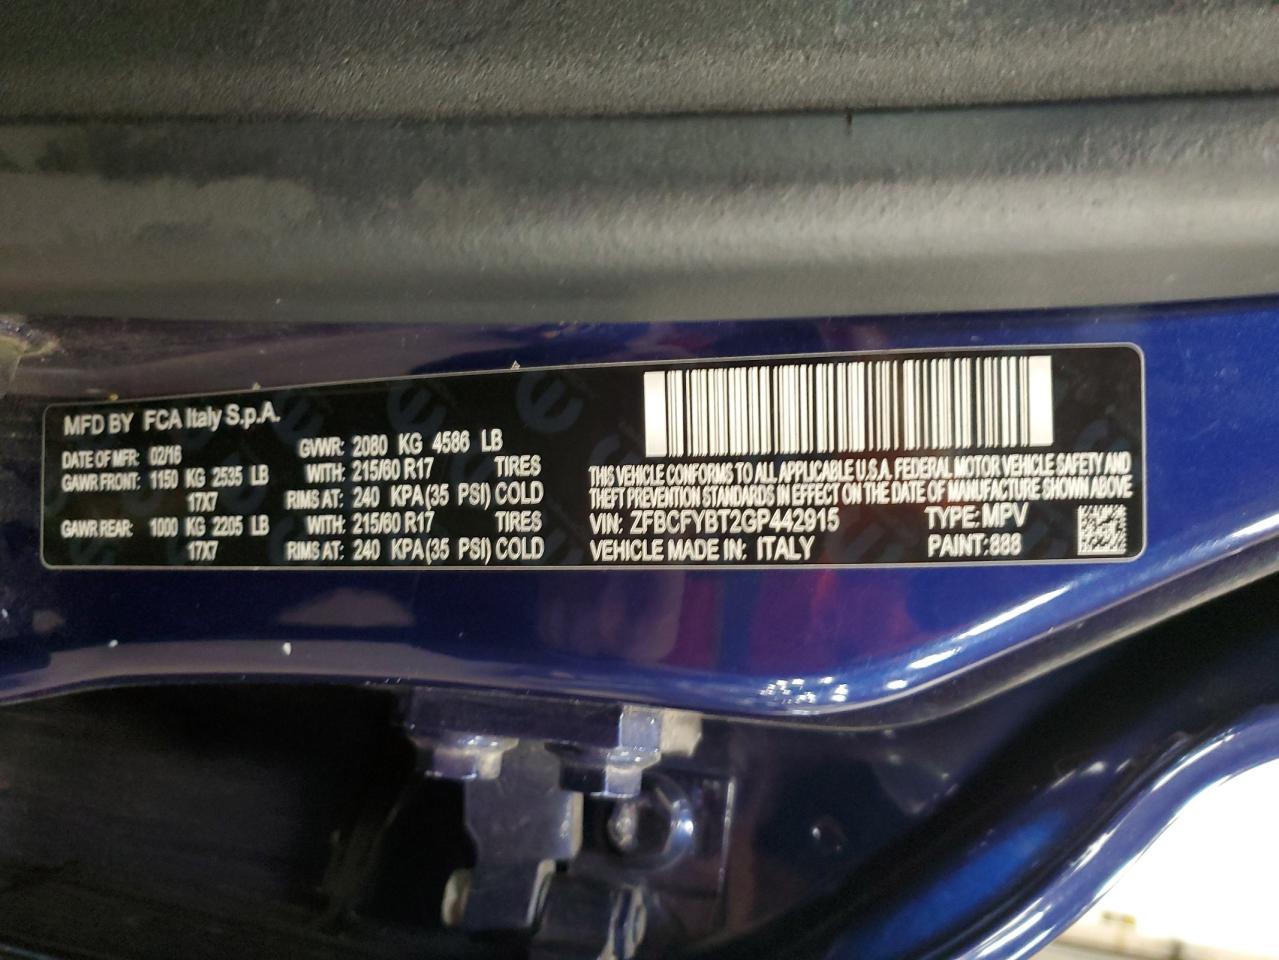 MFD BY FCA Italy S.p.A.
DATE OF MFR: 02/16 GVWR: 2080 KG 4586 LB
GAWR FRONT: 1150 KG 2535 LB WITH: 215/60 R17 TIRES
17X7 RIMS AT: 240 KPA(35 PSI) COLD
GAWR REAR: 1000 KG 2205 LB WITH: 215/60 R17 TIRES
17X7 RIMS AT: 240 KPA(35 PSI) COLD
THIS VEHICLE CONFORMS TO ALL APPLICABLE U.S.A. FEDERAL MOTOR VEHICLE SAFETY AND
THEFT PREVENTION STANDARDS IN EFFECT ON THE DATE OF MANUFACTURE SHOWN ABOVE
VIN: ZFBCFYBT2GP442915 TYPE: MPV
VEHICLE MADE IN: ITALY PAINT:888